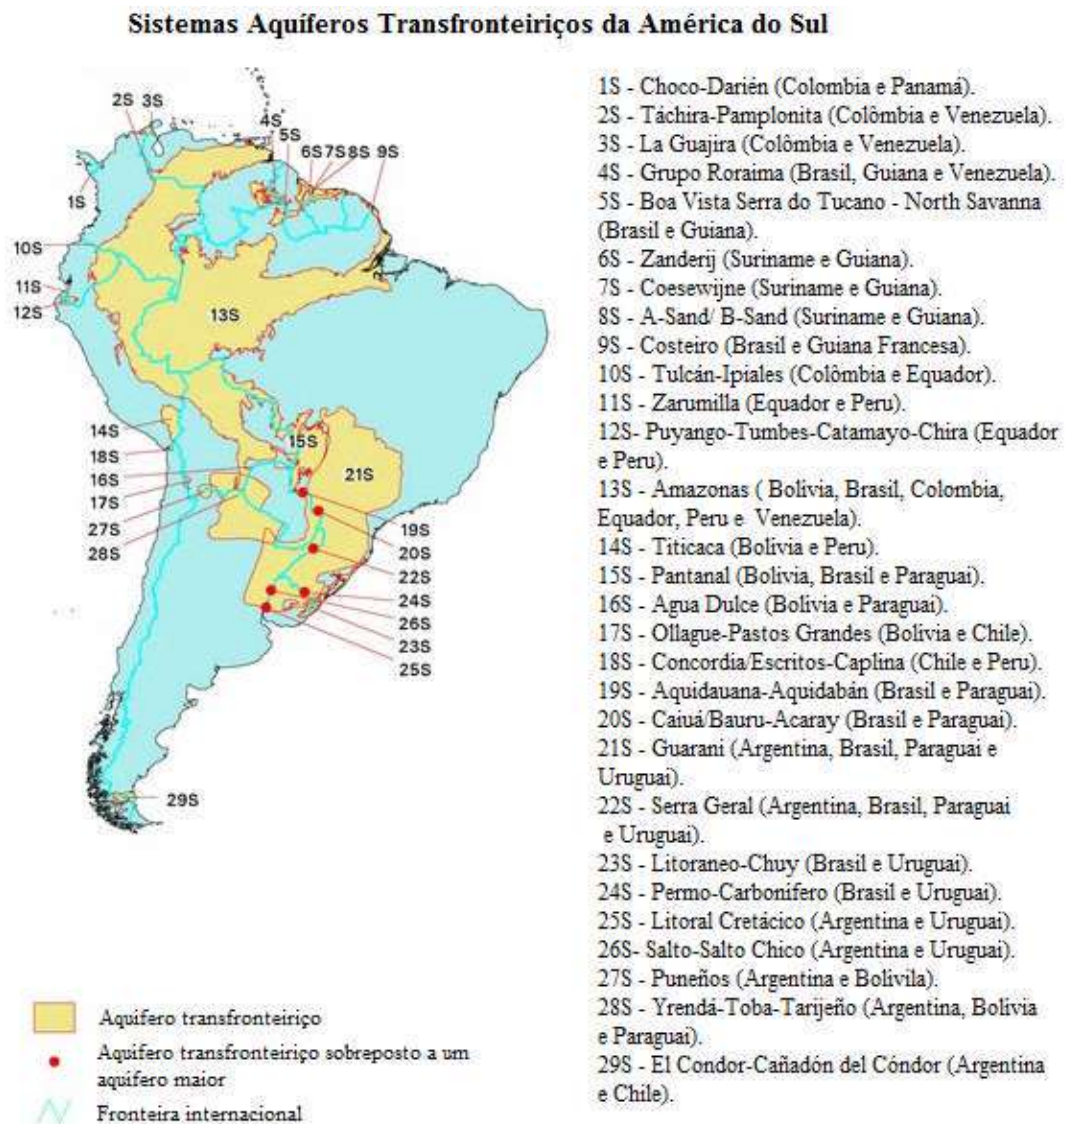 Sistemas Aquíferos Transfronteiriços da América do Sul
2S 3S
4S
5S
6S 7S 8S 9S
1S
10S
11S
12S
13S
14S
18S
15S
16S
21S
17S
27S
28S
19S
20S
22S
24S
26S
23S
25S
29S
1S - Choco-Darién (Colombia e Panamá).
2S - Táchira-Pamplonita (Colômbia e Venezuela).
3S - La Guajira (Colômbia e Venezuela).
4S - Grupo Roraima (Brasil, Guiana e Venezuela).
5S - Boa Vista Serra do Tucano - North Savanna
(Brasil e Guiana).
6S - Zanderij (Suriname e Guiana).
7S - Coesewijne (Suriname e Guiana).
8S - A-Sand/ B-Sand (Suriname e Guiana).
9S - Costeiro (Brasil e Guiana Francesa).
10S - Tulcán-Ipiales (Colômbia e Equador).
11S - Zarumilla (Equador e Peru).
12S- Puyango-Tumbes-Catamayo-Chira (Equador
e Peru).
13S - Amazonas ( Bolivia, Brasil, Colombia,
Equador, Peru e Venezuela).
14S - Titicaca (Bolivia e Peru).
15S - Pantanal (Bolivia, Brasil e Paraguai).
16S - Agua Dulce (Bolivia e Paraguai).
17S - Ollague-Pastos Grandes (Bolivia e Chile).
18S - Concordia/Escritos-Caplina (Chile e Peru).
19S - Aquidauana-Aquidabán (Brasil e Paraguai).
20S - Caiuá/Bauru-Acaray (Brasil e Paraguai).
21S - Guarani (Argentina, Brasil, Paraguai e
Uruguai).
22S - Serra Geral (Argentina, Brasil, Paraguai
e Uruguai).
23S - Litoraneo-Chuy (Brasil e Uruguai).
24S - Permo-Carbonifero (Brasil e Uruguai).
25S - Litoral Cretácico (Argentina e Uruguai).
26S- Salto-Salto Chico (Argentina e Uruguai).
27S - Puneños (Argentina e Bolivila).
28S - Yrendá-Toba-Tarijeño (Argentina, Bolivia
e Paraguai).
29S - El Condor-Cañadón del Cóndor (Argentina
e Chile).
Aquifero transfronteiriço
Aquifero transfronteiriço sobreposto a um
aquifero maior
Fronteira internacional